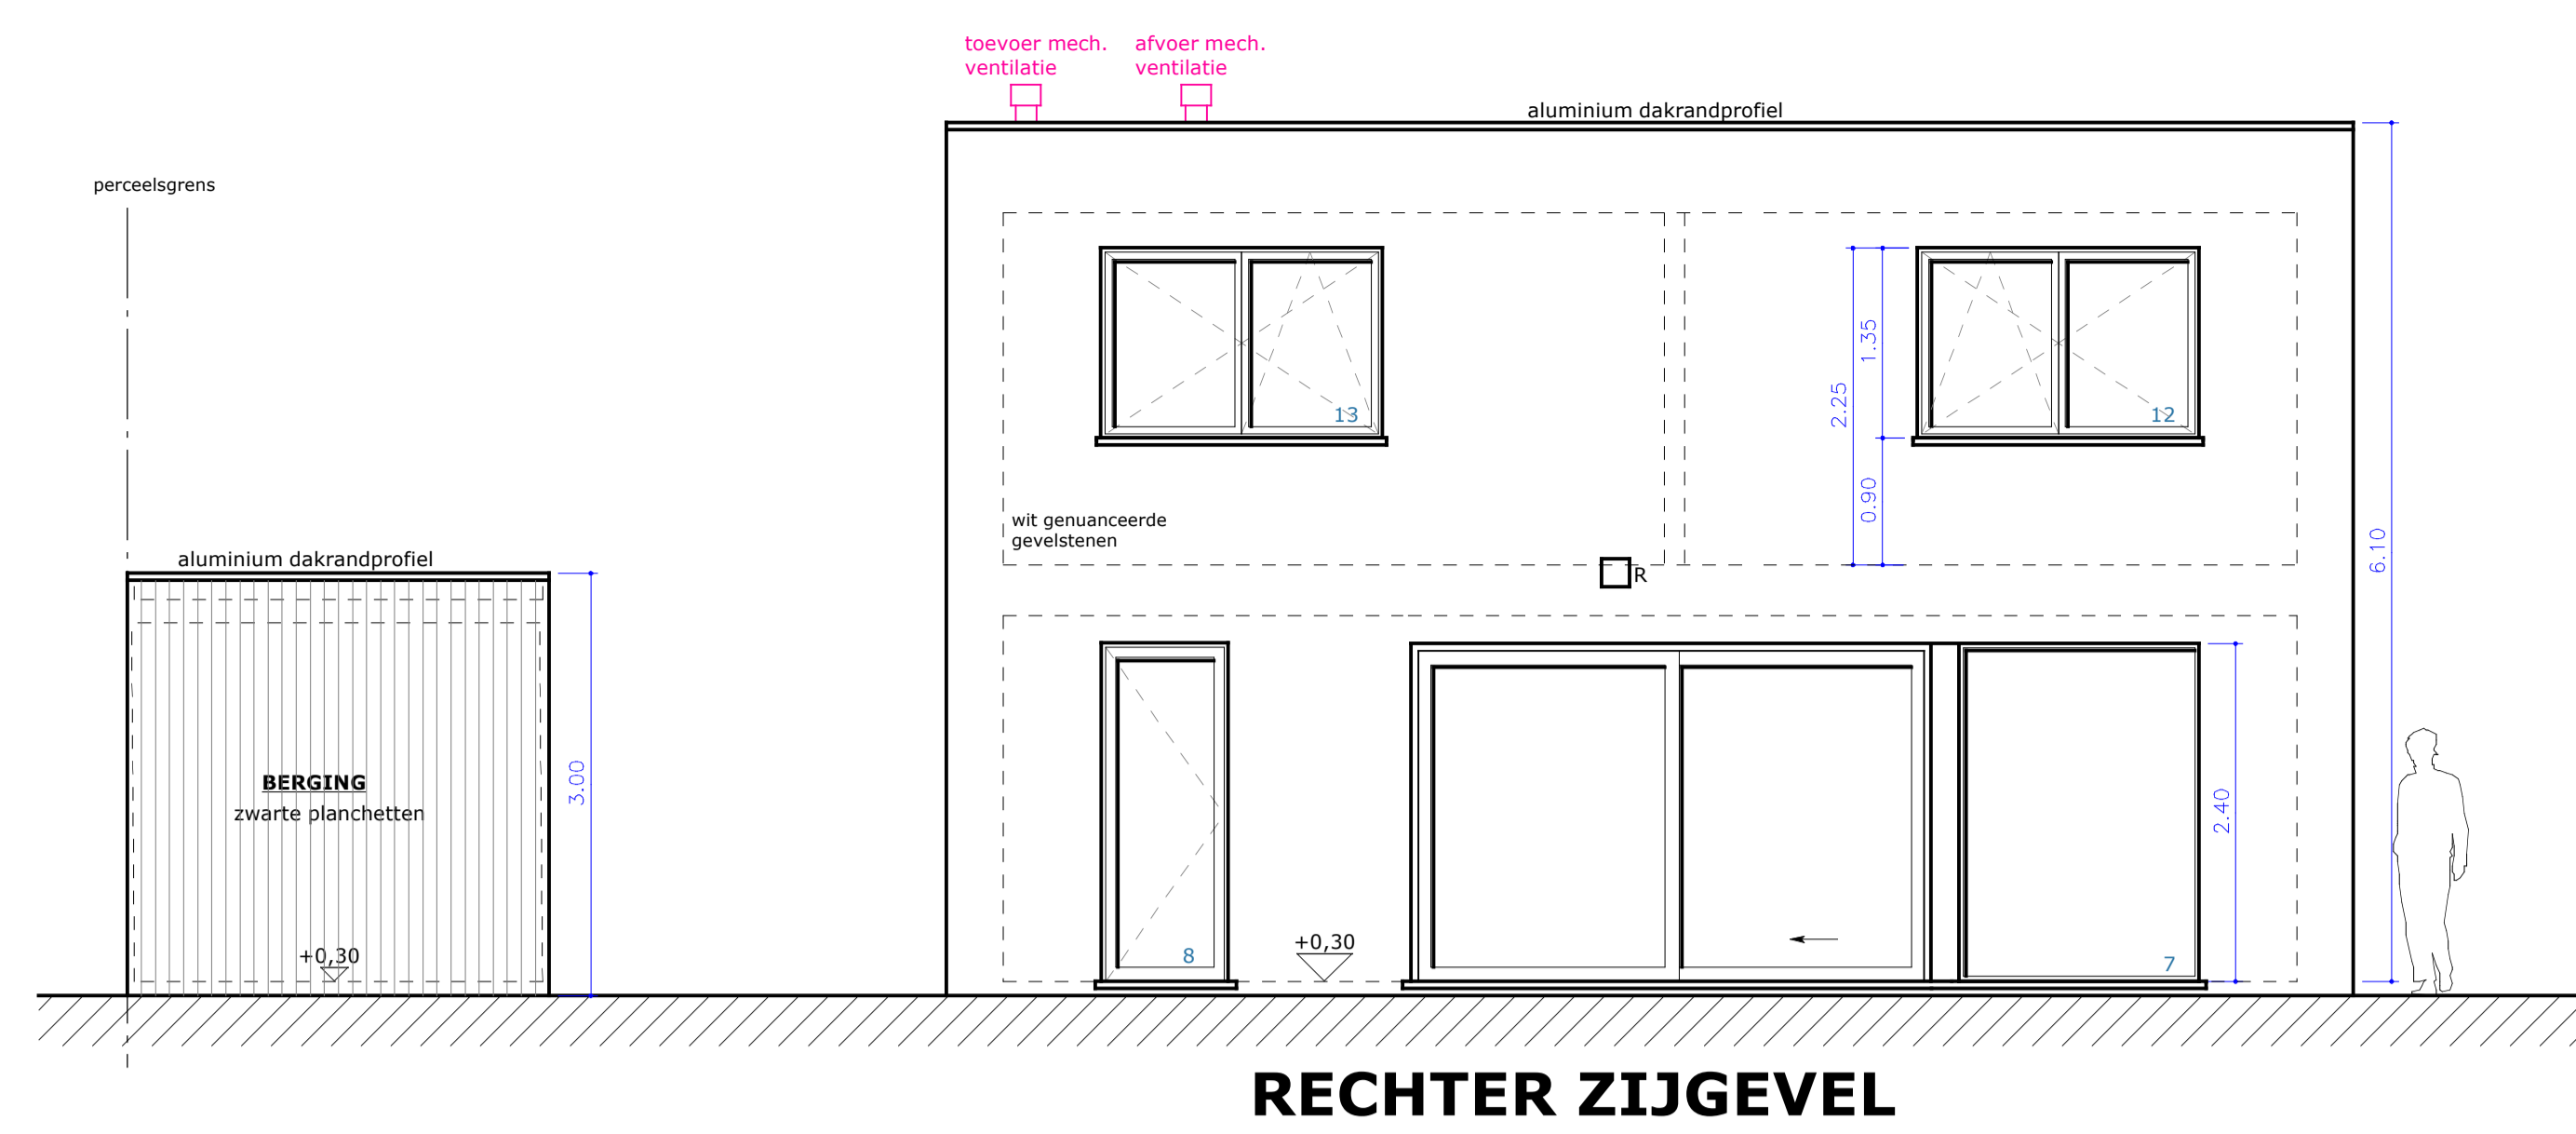 toevoer mech.
ventilatie
afvoer mech.
ventilatie
aluminium dakrandprofiel
perceelsgrens
13
12
1.35
2.25
0.90
wit genuanceerde
gevelstenen
R
6.10
aluminium dakrandprofiel
BERGING
zwarte planchetten
3.00
2.40
+0,30
+0,30
8
7
RECHTER ZIJGEVEL